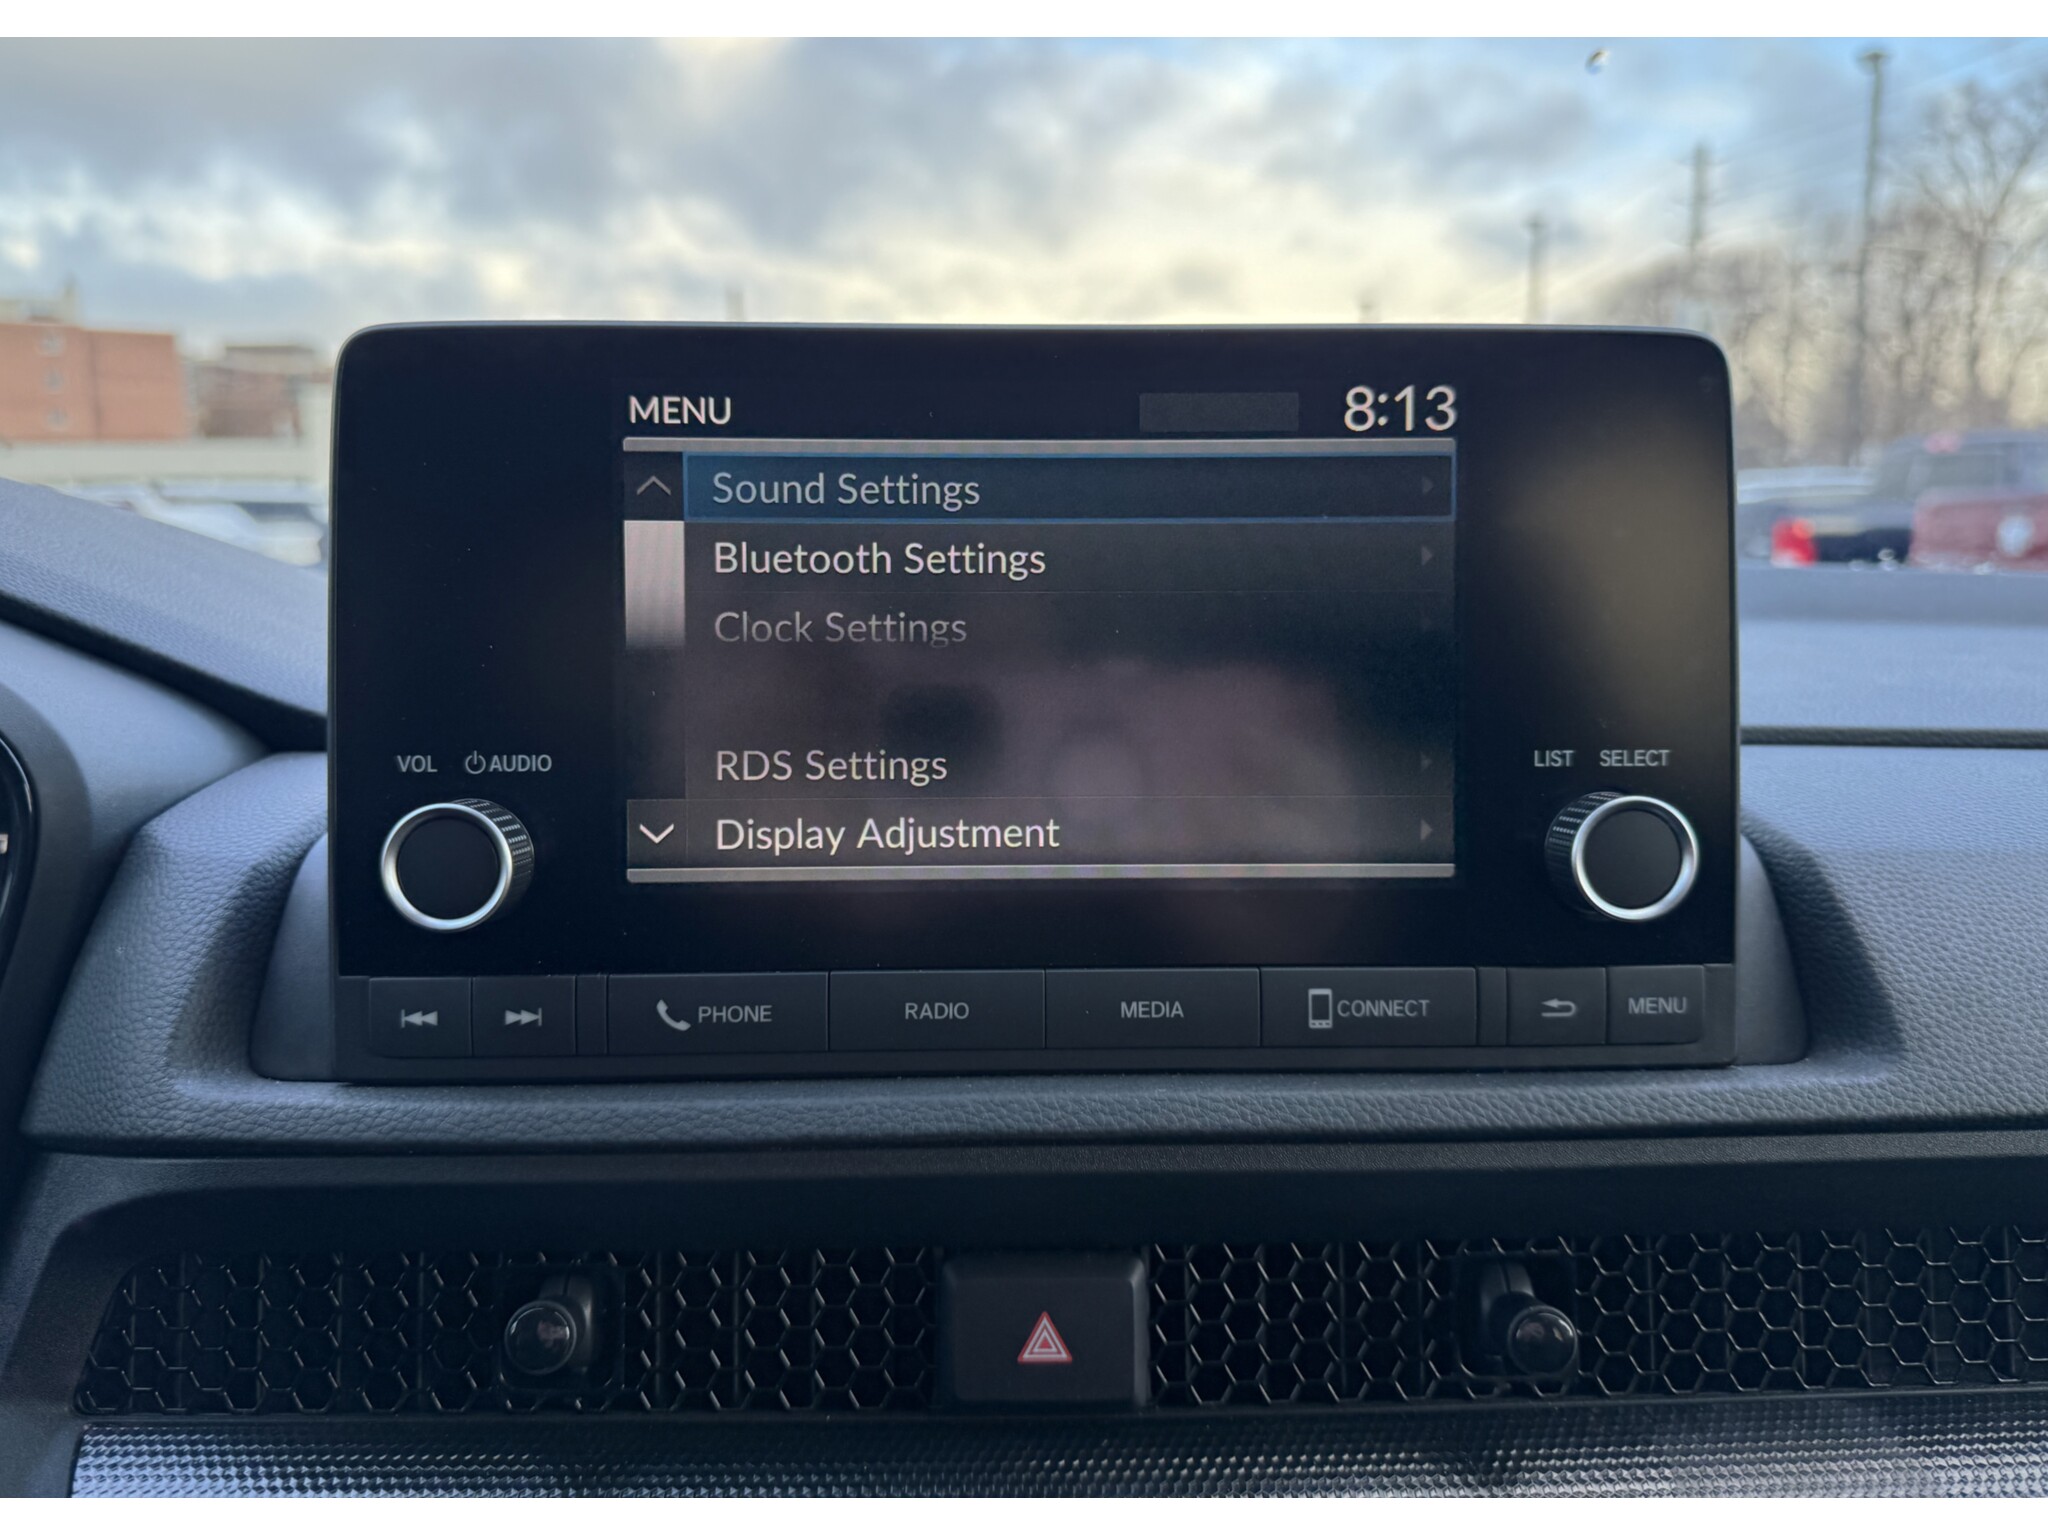 MENU 8:13
Sound Settings
Bluetooth Settings
Clock Settings
RDS Settings
Display Adjustment
VOL AUDIO
LIST SELECT
PHONE
RADIO
MEDIA
CONNECT
MENU